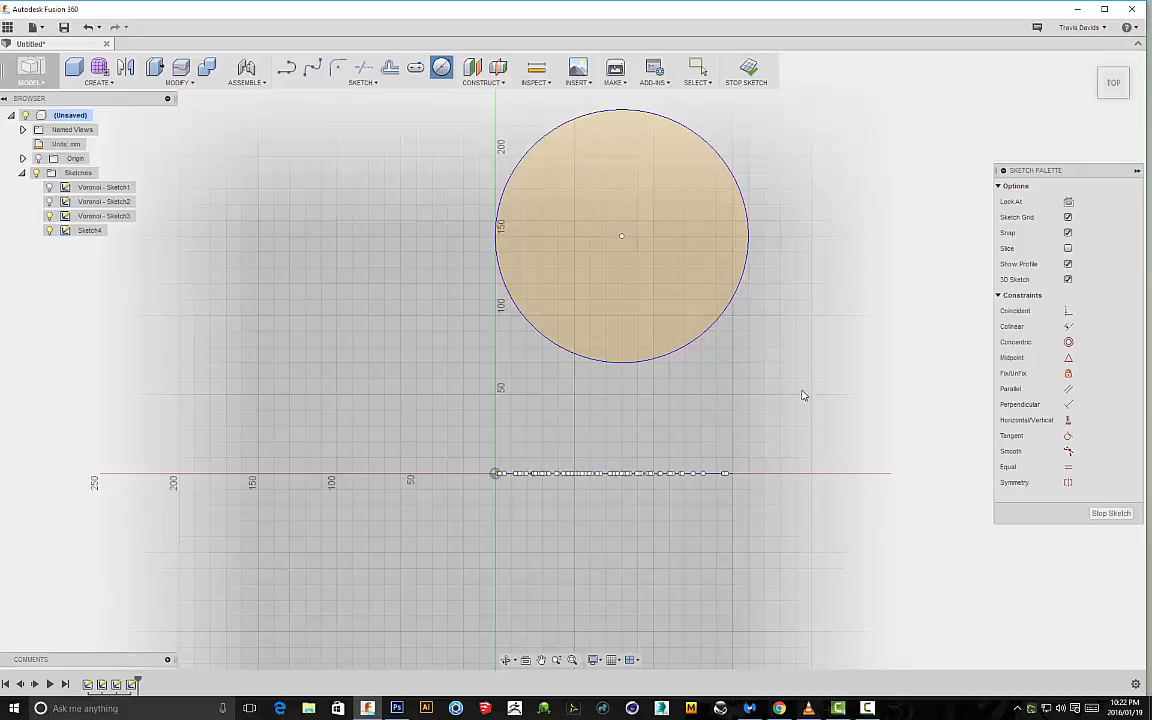 Autodesk Fusion 360
Travis Davids
Untitled*
MODEL
CREATE
MODIFY
ASSEMBLE
SKETCH
CONSTRUCT
INSPECT
INSERT
MAKE
ADD-INS
SELECT
STOP SKETCH
TOP
BROWSER
(Unsaved)
Named Views
Units: mm
Origin
Sketches
Voronoi - Sketch1
Voronoi - Sketch2
Voronoi - Sketch3
Sketch4
200
150
100
50
250
200
150
100
50
SKETCH PALETTE
Options
Look At
Sketch Grid
Snap
Slice
Show Profile
3D Sketch
Constraints
Coincident
Colinear
Concentric
Midpoint
Fix/UnFix
Parallel
Perpendicular
Horizontal/Vertical
Tangent
Smooth
Equal
Symmetry
Stop Sketch
COMMENTS
Ask me anything
10:22 PM
2016/01/19